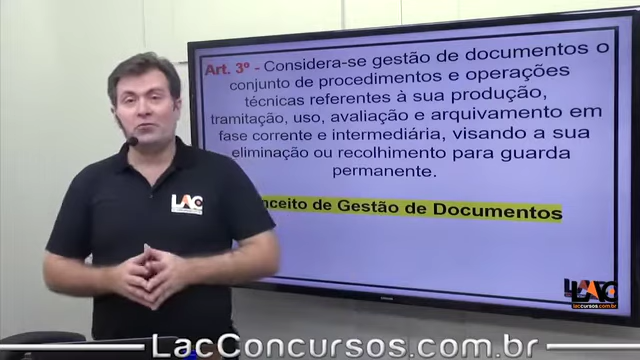 Art. 3º - Considera-se gestão de documentos o
conjunto de procedimentos e operações
técnicas referentes à sua produção,
tramitação, uso, avaliação e arquivamento em
fase corrente e intermediária, visando a sua
eliminação ou recolhimento para guarda
permanente.
nceito de Gestão de Documentos
LAC
LAC
laccursos.com.br
LacConcursos.com.br